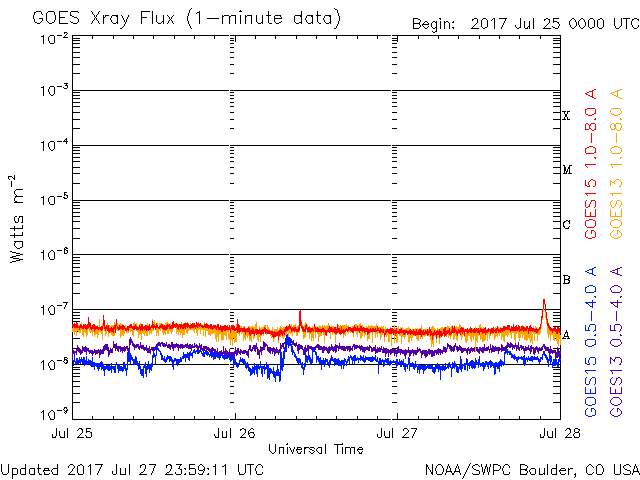 GOES Xray Flux (1-minute data)
Begin: 2017 Jul 25 0000 UTC
10-2
10-3
10-4
10-5
10-6
10-7
10-8
10-9
Watts m-2
X
M
C
B
A
GOES15 1.0-8.0 A
GOES13 1.0-8.0 A
GOES15 0.5-4.0 A
GOES13 0.5-4.0 A
Jul 25
Jul 26
Jul 27
Jul 28
Universal Time
Updated 2017 Jul 27 23:59:11 UTC
NOAA/SWPC Boulder, CO USA